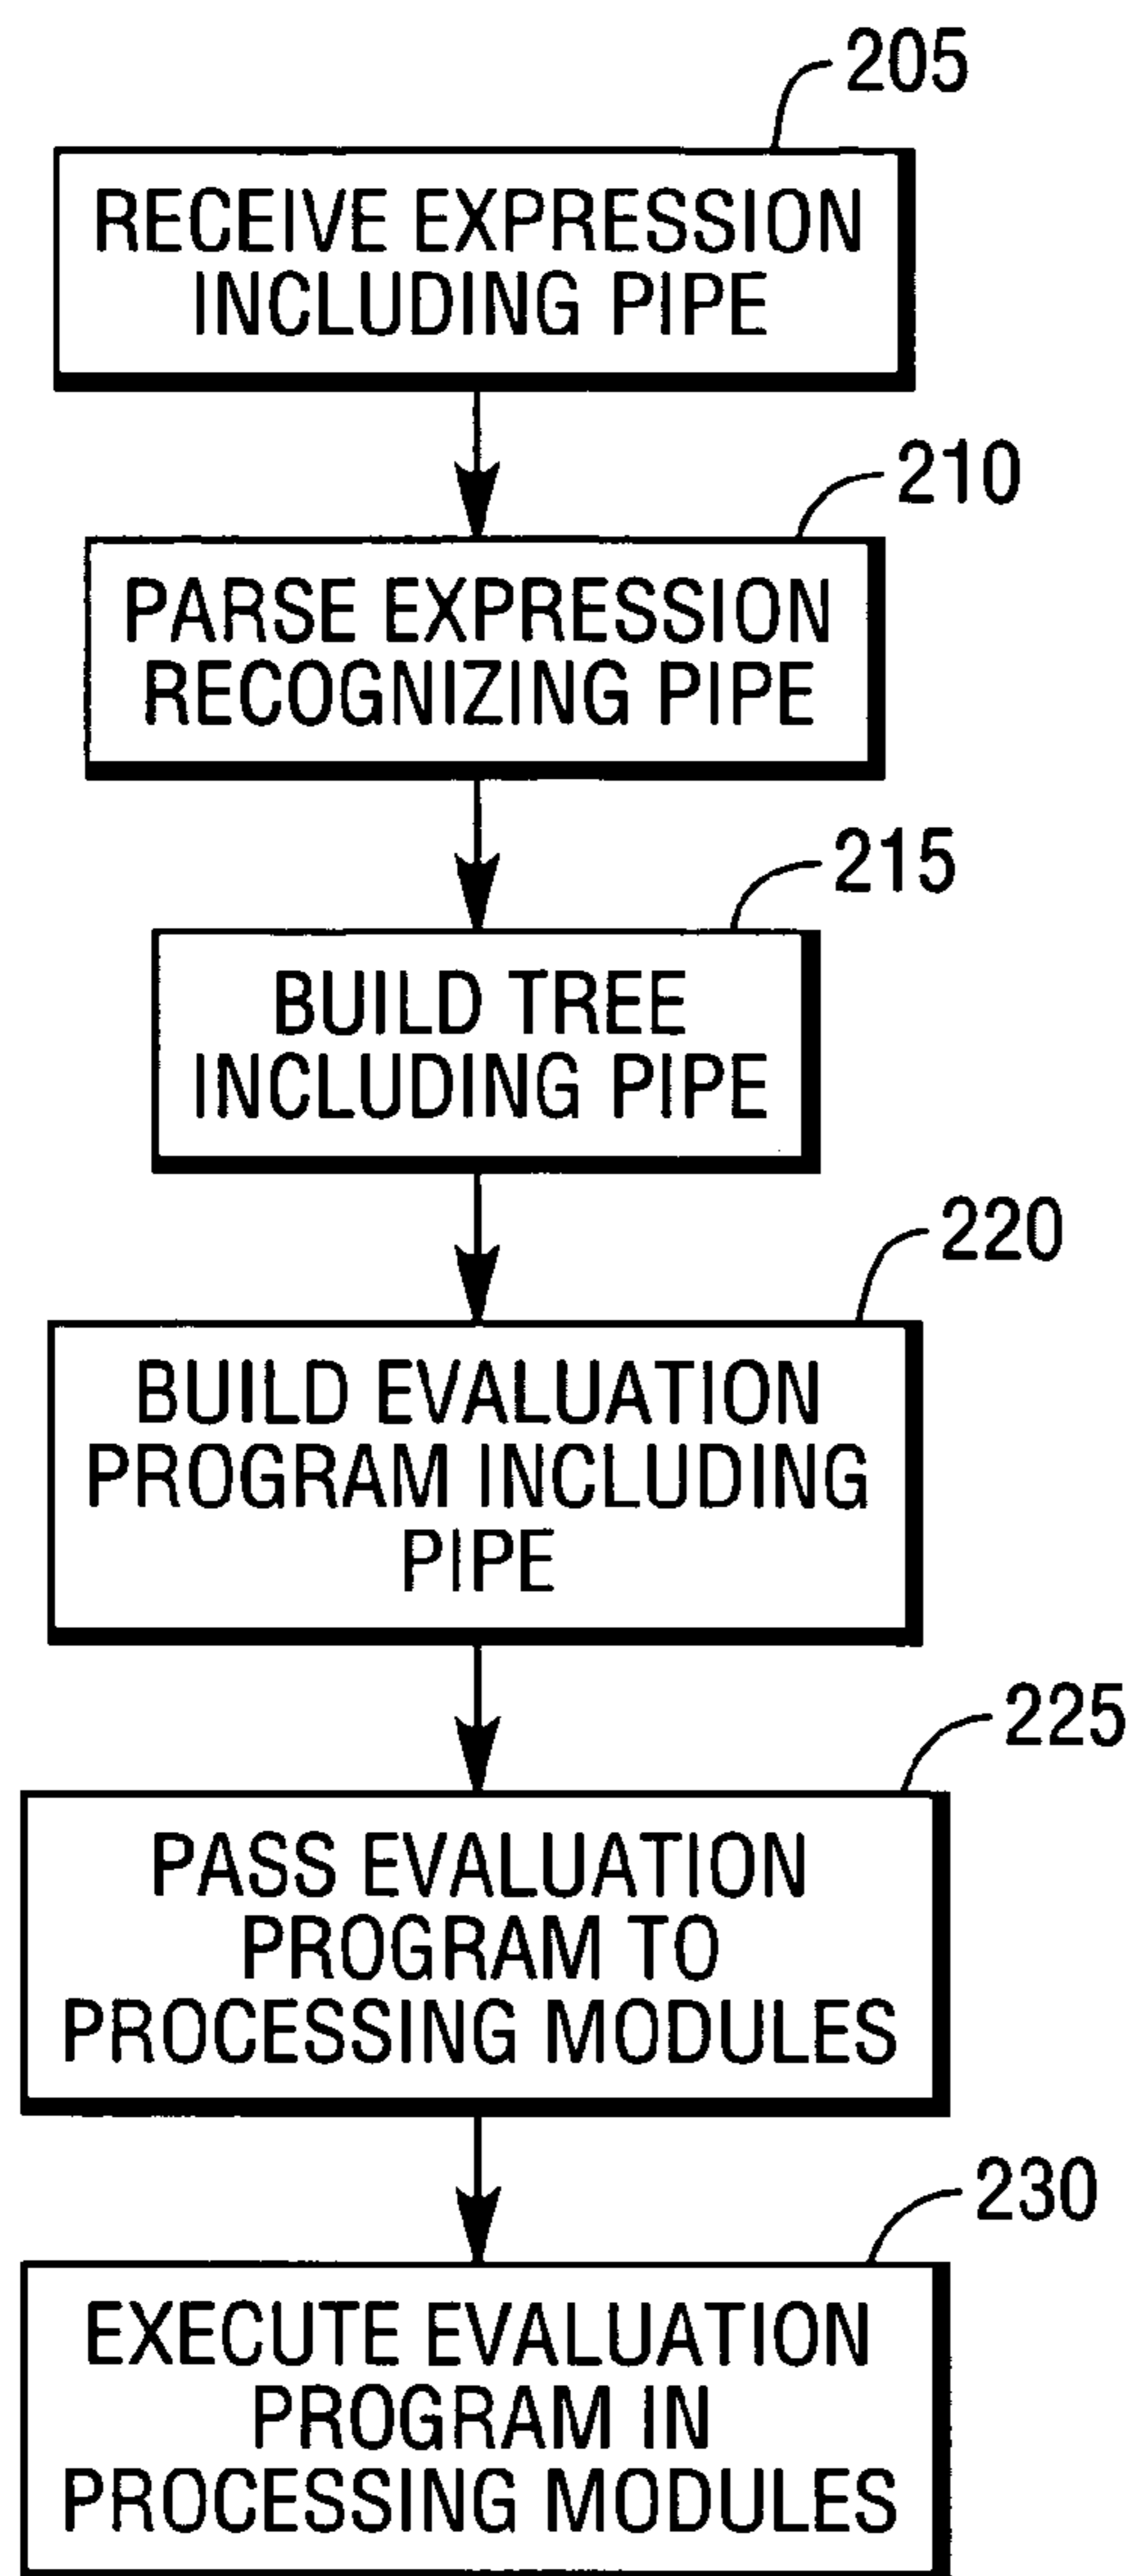 205
RECEIVE EXPRESSION
INCLUDING PIPE
210
PARSE EXPRESSION
RECOGNIZING PIPE
215
BUILD TREE
INCLUDING PIPE
220
BUILD EVALUATION
PROGRAM INCLUDING
PIPE
225
PASS EVALUATION
PROGRAM TO
PROCESSING MODULES
230
EXECUTE EVALUATION
PROGRAM IN
PROCESSING MODULES